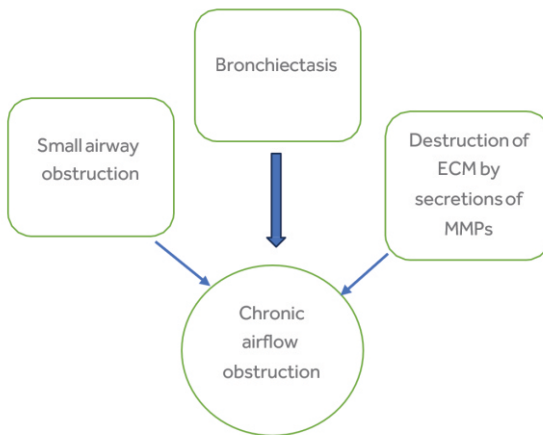 Bronchiectasis
Small airway
obstruction
Destruction of
ECM by
secretions of
MMPs
Chronic
airflow
obstruction